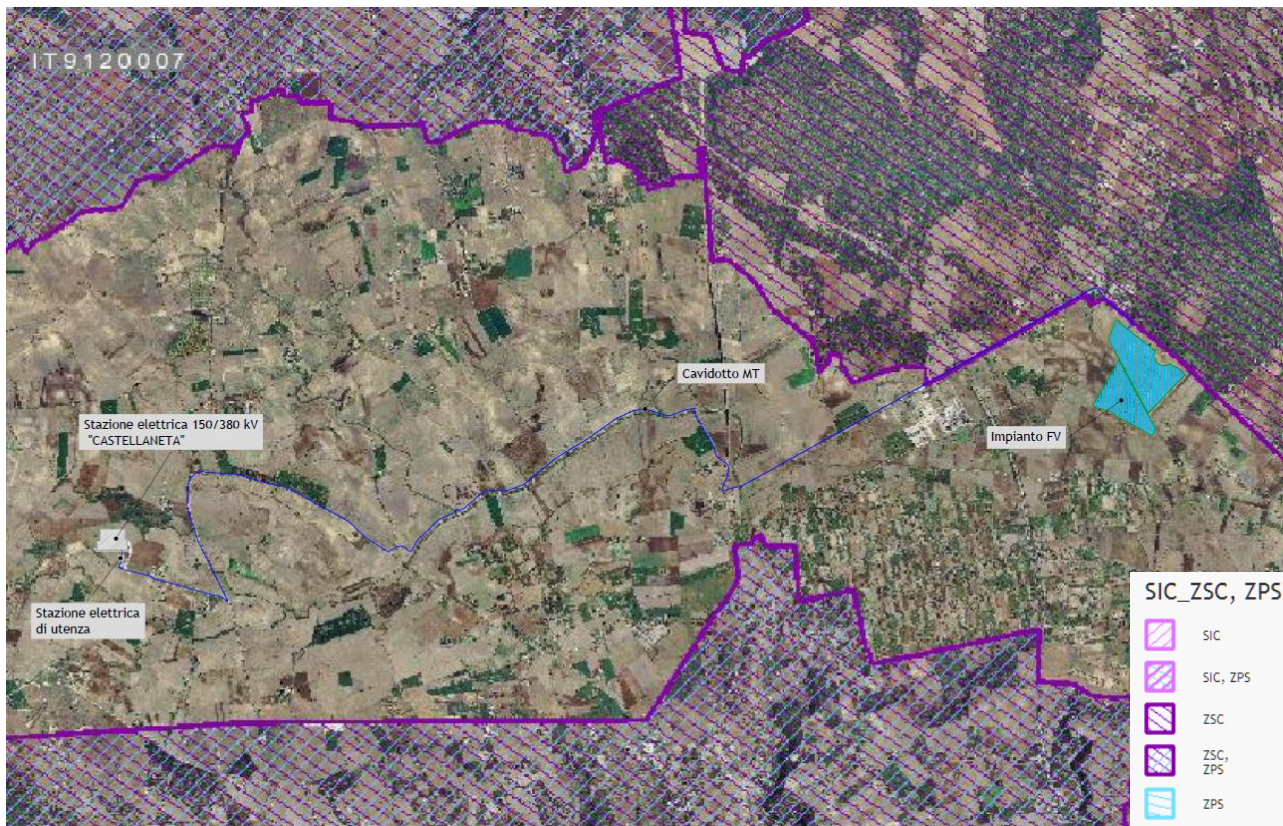 IT9120007
Cavidotto MT
Stazione elettrica 150/380 kV
"CASTELLANETA"
Impianto FV
Stazione elettrica
di utenza
SIC_ZSC, ZPS
SIC
SIC, ZPS
ZSC
ZSC,
ZPS
ZPS